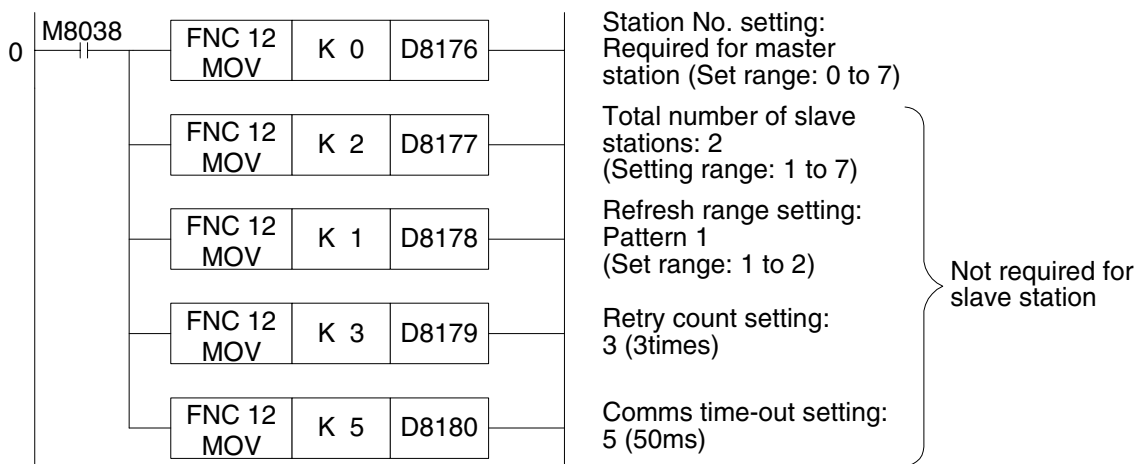 M8038
0
FNC 12
MOV
K 0
D8176
Station No. setting:
Required for master
station (Set range: 0 to 7)
FNC 12
MOV
K 2
D8177
Total number of slave
stations: 2
(Setting range: 1 to 7)
FNC 12
MOV
K 1
D8178
Refresh range setting:
Pattern 1
(Set range: 1 to 2)
Not required for
slave station
FNC 12
MOV
K 3
D8179
Retry count setting:
3 (3times)
FNC 12
MOV
K 5
D8180
Comms time-out setting:
5 (50ms)